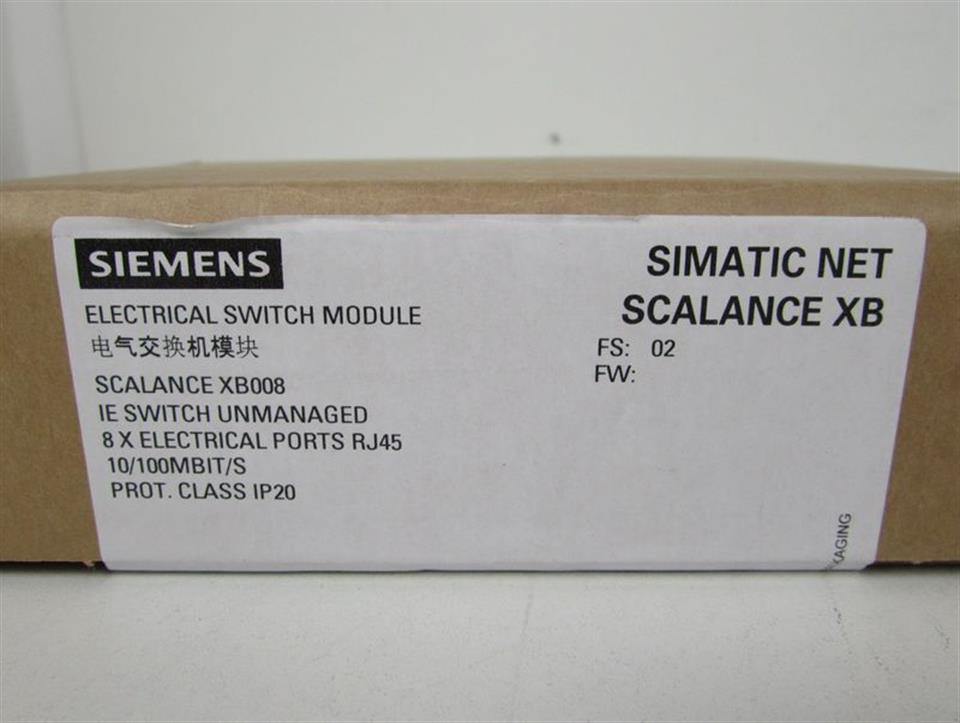 SIEMENS
ELECTRICAL SWITCH MODULE
电气交换机模块
SCALANCE XB008
IE SWITCH UNMANAGED
8 X ELECTRICAL PORTS RJ45
10/100MBIT/S
PROT. CLASS IP20
SIMATIC NET
SCALANCE XB
FS: 02
FW: